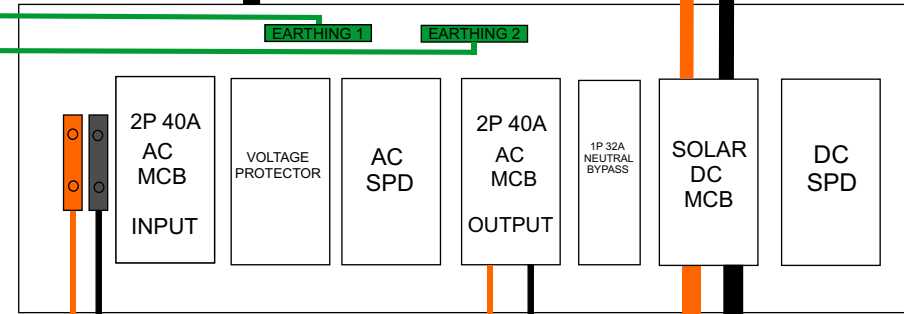 EARTHING 1
EARTHING 2
2P 40A
AC
MCB
INPUT
VOLTAGE
PROTECTOR
AC
SPD
2P 40A
AC
MCB
OUTPUT
1P 32A
NEUTRAL
BYPASS
SOLAR
DC
MCB
DC
SPD